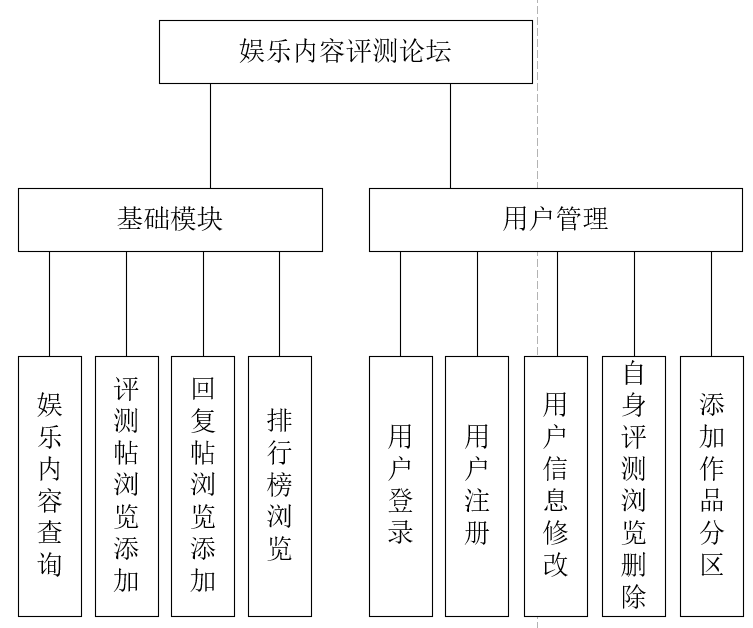 娱乐内容评测论坛
基础模块
用户管理
娱乐内容查询
评测帖浏览添加
回复帖浏览添加
排行榜浏览
用户登录
用户注册
用户信息修改
自身评测浏览删除
添加作品分区